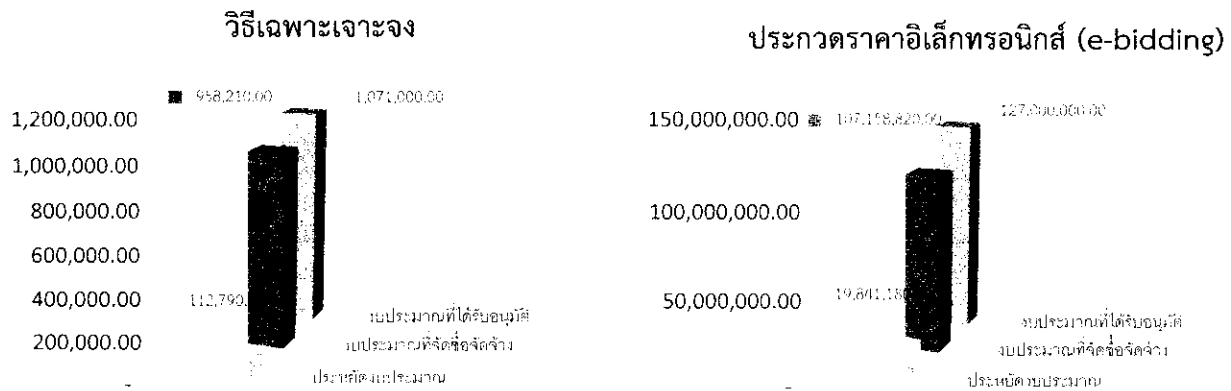 วิธีเฉพาะเจาะจง
958,210.00
1,071,000.00
1,200,000.00
1,000,000.00
800,000.00
600,000.00
400,000.00
200,000.00
112,790
งบประมาณที่ได้รับอนุมัติ
งบประมาณที่จัดซื้อจัดจ้าง
ประหยัดงบประมาณ
ประกวดราคาอิเล็กทรอนิกส์ (e-bidding)
107,158,820.00
127,000,000.00
150,000,000.00
100,000,000.00
50,000,000.00
19,841,180
งบประมาณที่ได้รับอนุมัติ
งบประมาณที่จัดซื้อจัดจ้าง
ประหยัดงบประมาณ